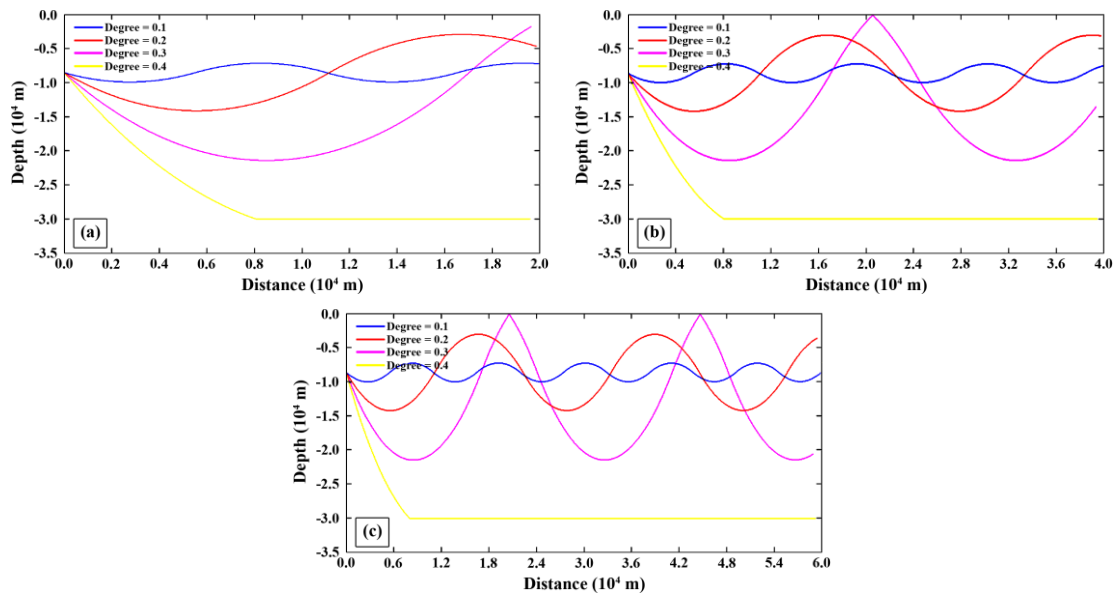 Degree = 0.1
Degree = 0.2
Degree = 0.3
Degree = 0.4
0.0
-0.5
-1.0
-1.5
-2.0
-2.5
-3.0
-3.5
Depth (10⁴ m)
(a)
0.0 0.2 0.4 0.6 0.8 1.0 1.2 1.4 1.6 1.8 2.0
Distance (10⁴ m)
Degree = 0.1
Degree = 0.2
Degree = 0.3
Degree = 0.4
0.0
-0.5
-1.0
-1.5
-2.0
-2.5
-3.0
-3.5
Depth (10⁴ m)
(b)
0.0 0.4 0.8 1.2 1.6 2.0 2.4 2.8 3.2 3.6 4.0
Distance (10⁴ m)
Degree = 0.1
Degree = 0.2
Degree = 0.3
Degree = 0.4
0.0
-0.5
-1.0
-1.5
-2.0
-2.5
-3.0
-3.5
Depth (10⁴ m)
(c)
0.0 0.6 1.2 1.8 2.4 3.0 3.6 4.2 4.8 5.4 6.0
Distance (10⁴ m)